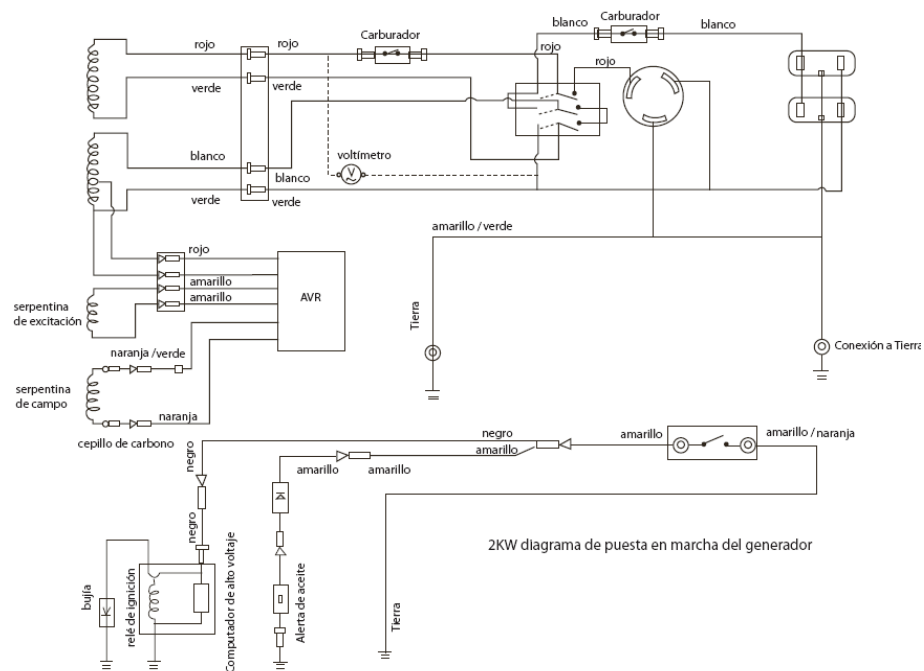 Carburador
blanco
blanco
rojo
rojo
Carburador
rojo
rojo
verde
verde
blanco
blanco
voltímetro
verde
verde
rojo
amarillo
amarillo
AVR
serpentina
de excitación
naranja / verde
serpentina
de campo
naranja
cepillo de carbono
amarillo / verde
Tierra
Conexión a Tierra
negro
amarillo
amarillo / naranja
amarillo
amarillo
amarillo
negro
negro
2KW diagrama de puesta en marcha del generador
bujía
relé de ignición
Computador de alto voltaje
Alerta de aceite
Tierra